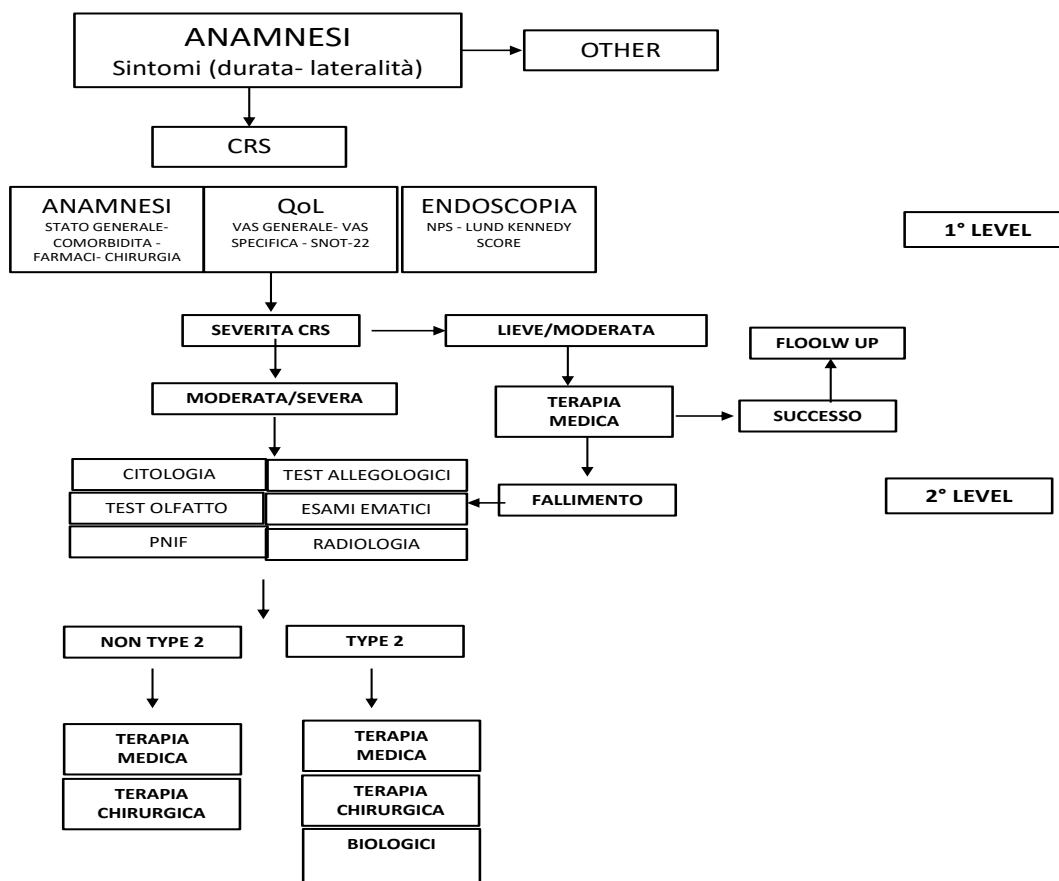 ANAMNESI
Sintomi (durata- lateralità)
OTHER
CRS
ANAMNESI
STATO GENERALE-
COMORBIDITA -
FARMACI- CHIRURGIA
QoL
VAS GENERALE- VAS
SPECIFICA - SNOT-22
ENDOSCOPIA
NPS - LUND KENNEDY
SCORE
1° LEVEL
SEVERITA CRS
LIEVE/MODERATA
FLOOLW UP
MODERATA/SEVERA
TERAPIA
MEDICA
SUCCESSO
CITOLOGIA
TEST ALLEGOLOGICI
TEST OLFATTO
ESAMI EMATICI
PNIF
RADIOLOGIA
FALLIMENTO
2° LEVEL
NON TYPE 2
TYPE 2
TERAPIA
MEDICA
TERAPIA
CHIRURGICA
TERAPIA
MEDICA
TERAPIA
CHIRURGICA
BIOLOGICI